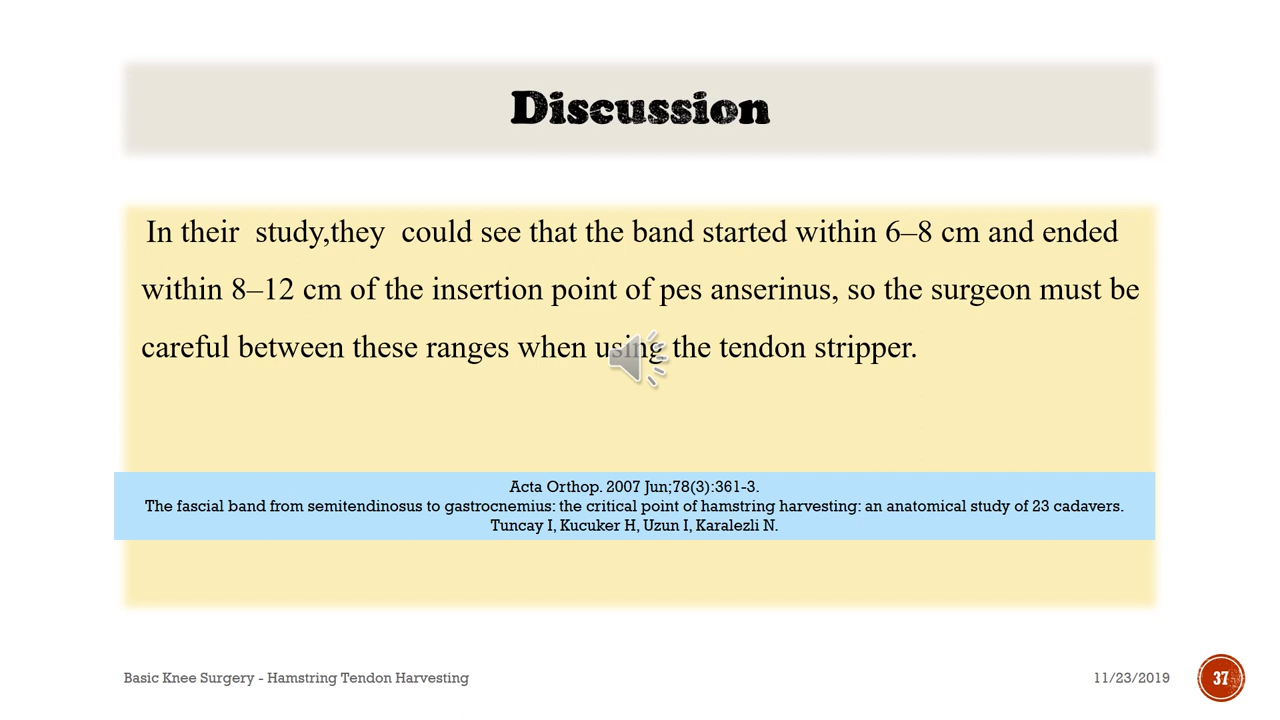 Discussion
In their study,they could see that the band started within 6–8 cm and ended
within 8–12 cm of the insertion point of pes anserinus, so the surgeon must be
careful between these ranges when using the tendon stripper.
Acta Orthop. 2007 Jun;78(3):361-3.
The fascial band from semitendinosus to gastrocnemius: the critical point of hamstring harvesting: an anatomical study of 23 cadavers.
Tuncay I, Kucuker H, Uzun I, Karalezli N.
Basic Knee Surgery - Hamstring Tendon Harvesting
11/23/2019
37